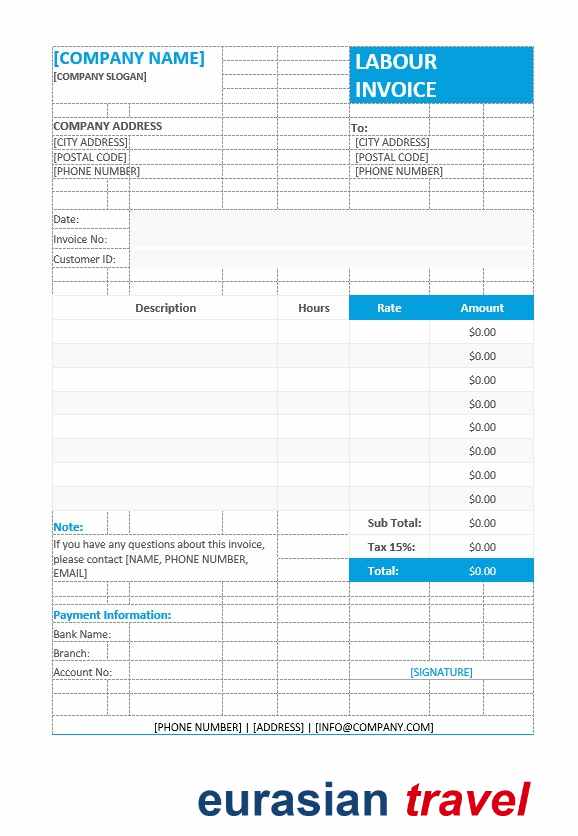 [COMPANY NAME]
[COMPANY SLOGAN]
LABOUR
INVOICE
COMPANY ADDRESS
[CITY ADDRESS]
[POSTAL CODE]
[PHONE NUMBER]
To:
[CITY ADDRESS]
[POSTAL CODE]
[PHONE NUMBER]
Date:
Invoice No:
Customer ID:
Description Hours Rate Amount
$0.00
$0.00
$0.00
$0.00
$0.00
$0.00
$0.00
$0.00
Note:
If you have any questions about this invoice,
please contact [NAME, PHONE NUMBER,
EMAIL]
Sub Total: $0.00
Tax 15%: $0.00
Total: $0.00
Payment Information:
Bank Name:
Branch:
Account No:
[SIGNATURE]
[PHONE NUMBER] | [ADDRESS] | [INFO@COMPANY.COM]
eurasian travel